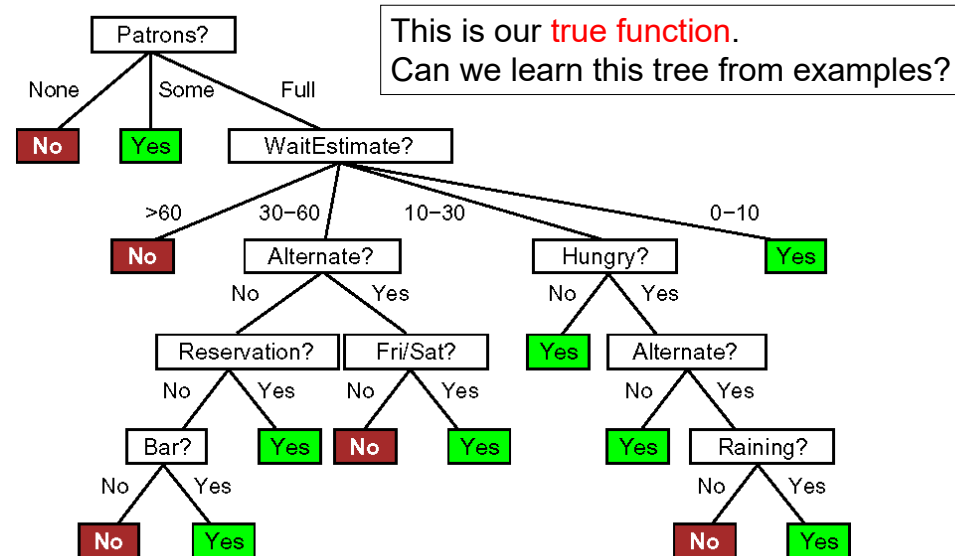 This is our true function.
Can we learn this tree from examples?
Patrons?
None Some Full
No Yes WaitEstimate?
>60 30−60 10−30 0−10
No Alternate? Hungry? Yes
No Yes No Yes
Reservation? Fri/Sat? Yes Alternate?
No Yes No Yes No Yes
Bar? Yes No Yes Yes Raining?
No Yes No Yes
No Yes No Yes